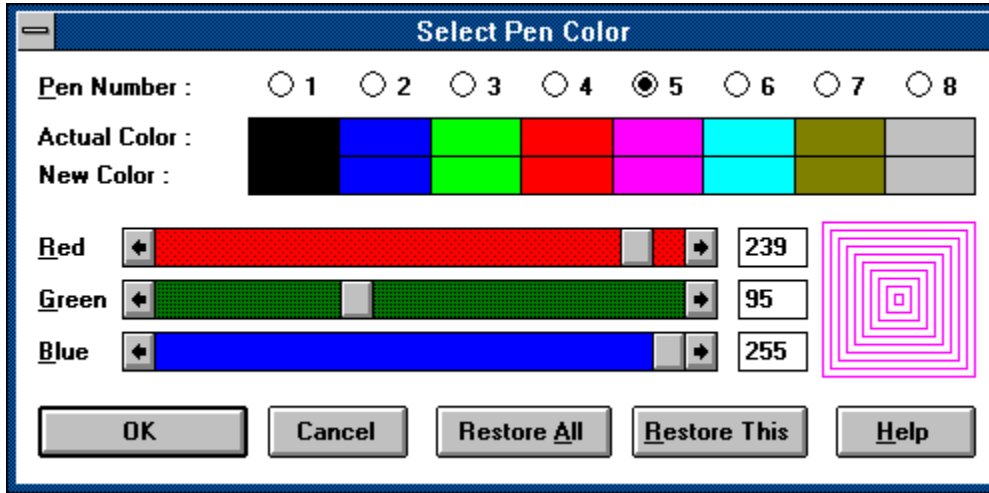 Select Pen Color
Pen Number : 1 2 3 4 5 6 7 8
Actual Color :
New Color :
Red 239
Green 95
Blue 255
OK Cancel Restore All Restore This Help